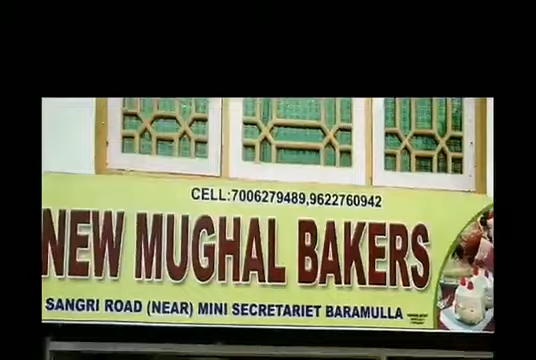 CELL:7006279489,9622760942
NEW MUGHAL BAKERS
SANGRI ROAD (NEAR) MINI SECRETARIET BARAMULLA